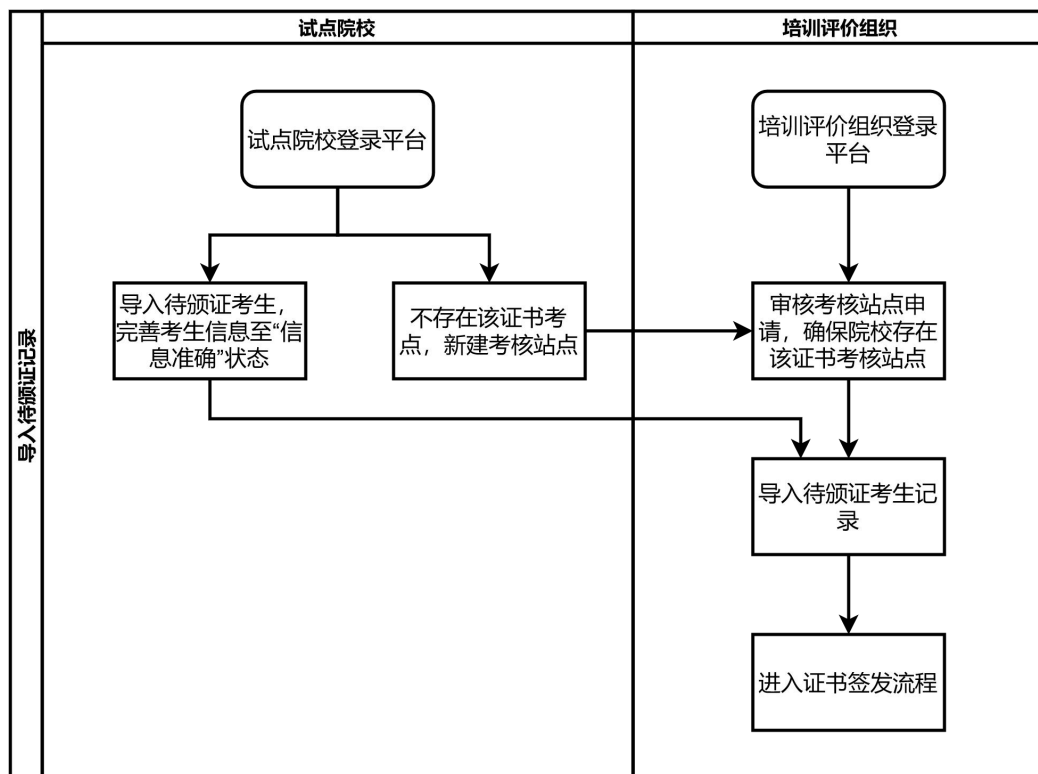 试点院校
培训评价组织
导入待颁证记录
试点院校登录平台
培训评价组织登录
平台
导入待颁证考生，
完善考生信息至“信
息准确”状态
不存在该证书考
点，新建考核站点
审核考核站点申
请，确保院校存在
该证书考核站点
导入待颁证考生记
录
进入证书签发流程